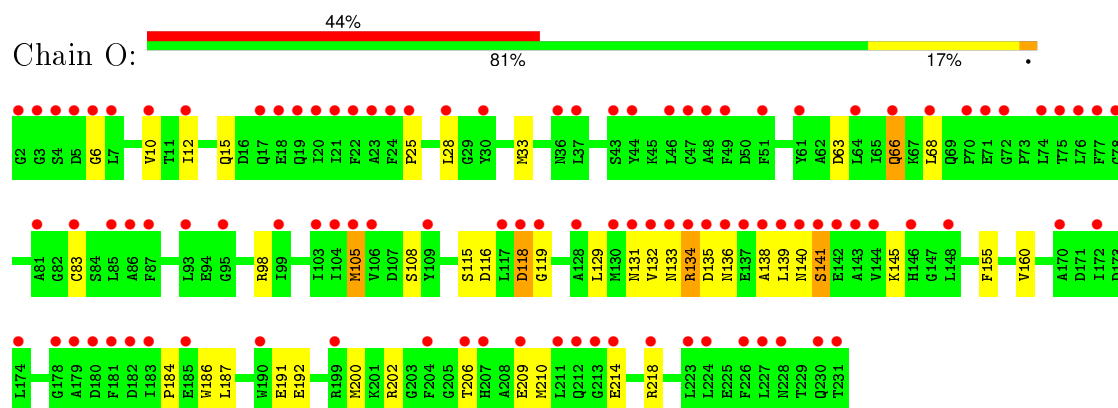 44%
Chain O:
81% 17% •
G2 G3 S4 D5 G6 L7 V10 T11 I12 Q15 D16 Q17 E18 Q19 I20 I21 F22 A23 F24 P25 L28 G29 Y30 M33 N36 L37 S43 Y44 K45 L46 C47 A48 F49 D50 F51 Y61 A62 D63 L64 I65 Q66 K67 L68 Q69 P70 E71 G72 P73 L74 T75 L76 F77 C78
A81 G82 C83 S84 L85 A86 F87 L93 E94 G95 R98 I99 I103 I104 M105 V106 D107 S108 Y109 S115 D116 L117 D118 G119 A128 L129 M130 N131 V132 N133 R134 D135 N136 E137 A138 L139 N140 S141 E142 A143 V144 K145 H146 G147 L148 F155 V160 A170 D171 I172
L174 G178 A179 D180 F181 D182 I183 P184 E185 W186 L187 W190 E191 E192 R199 M200 K201 R202 G203 F204 G205 T206 H207 A208 E209 M210 L211 Q212 G213 E214 R218 L223 L224 E225 F226 L227 N228 T229 Q230 T231